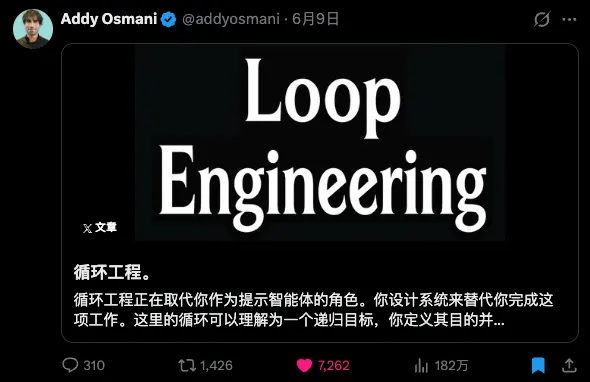 Addy Osmani @addyosmani · 6月9日
Loop
Engineering
X 文章
循环工程。
循环工程正在取代你作为提示智能体的角色。你设计系统来替代你完成这
项工作。这里的循环可以理解为一个递归目标，你定义其目的并...
310 1,426 7,262 182万